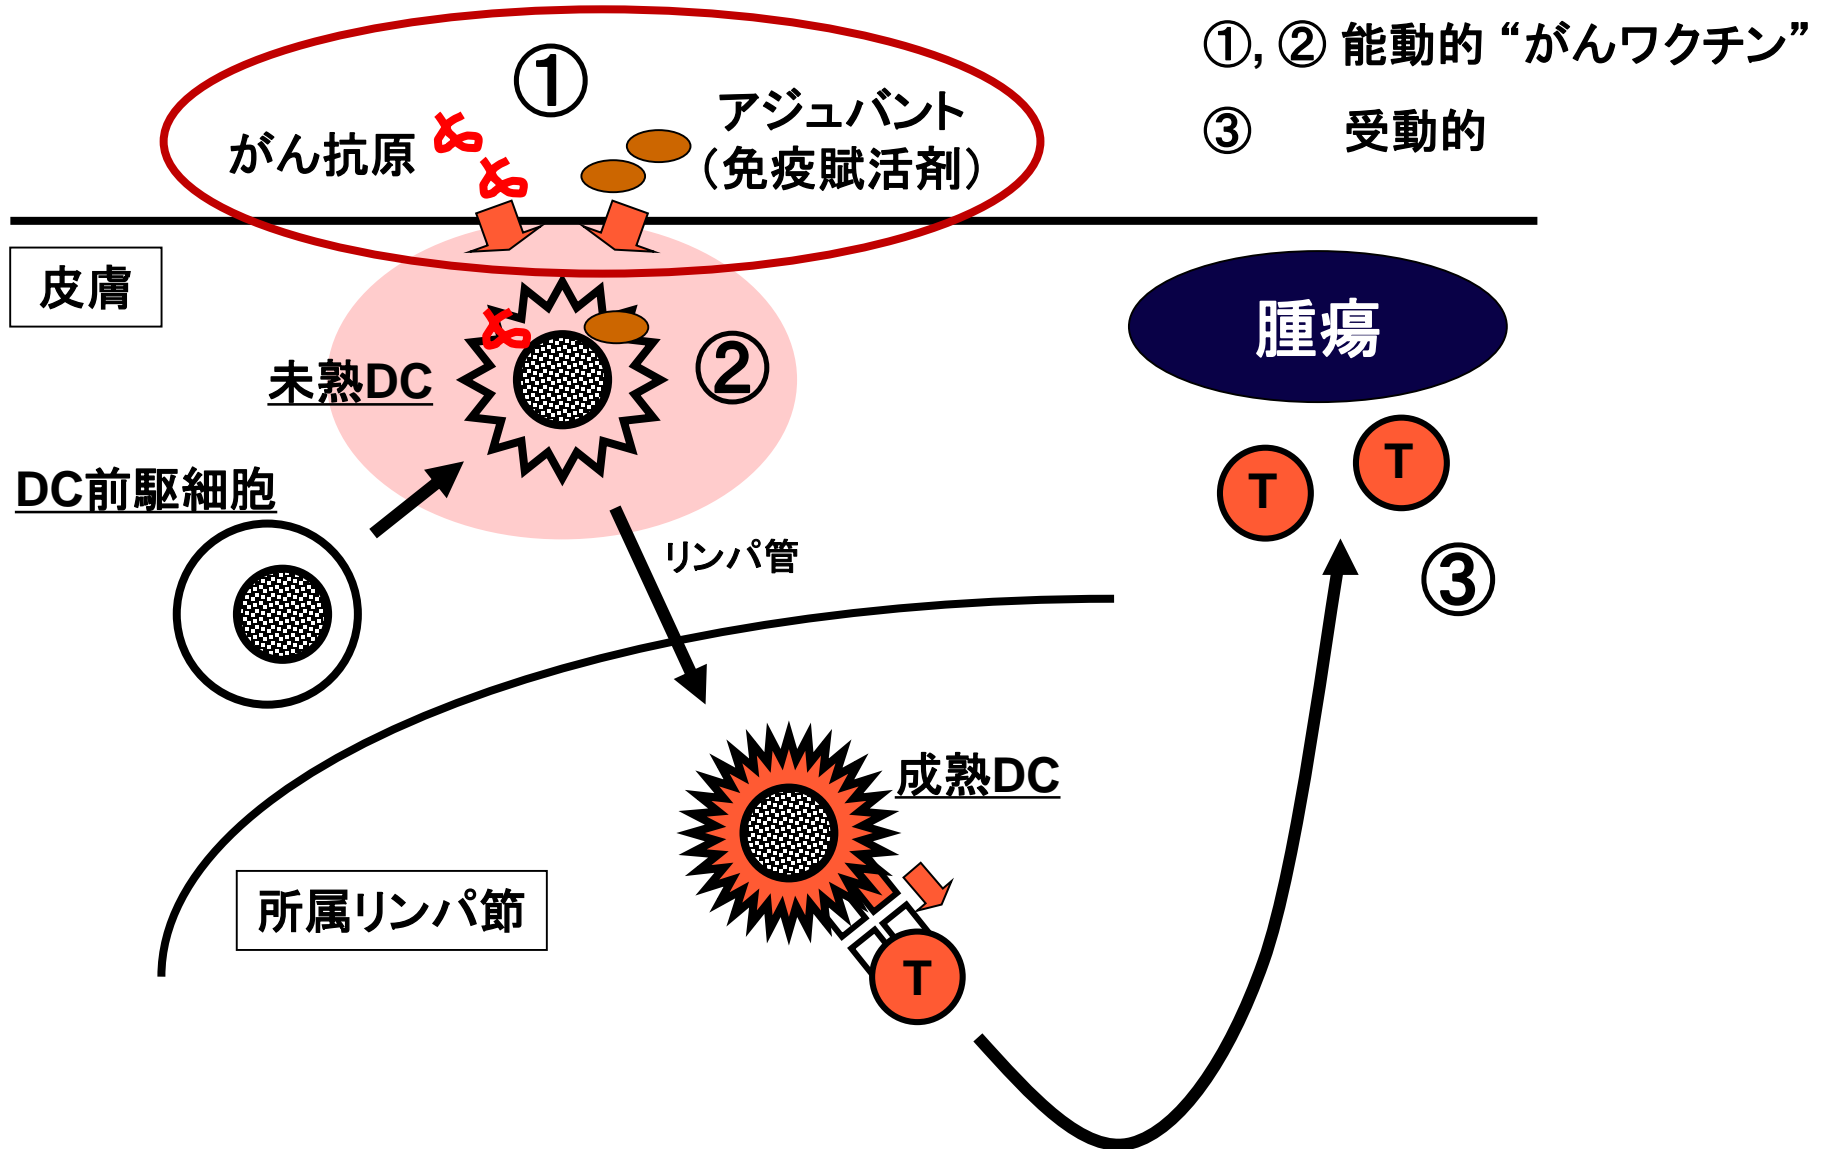 ①
①, ② 能動的 “がんワクチン”
③ 受動的
がん抗原
アジュバント
（免疫賦活剤）
皮膚
腫瘍
未熟DC
②
DC前駆細胞
T
T
リンパ管
③
成熟DC
所属リンパ節
T